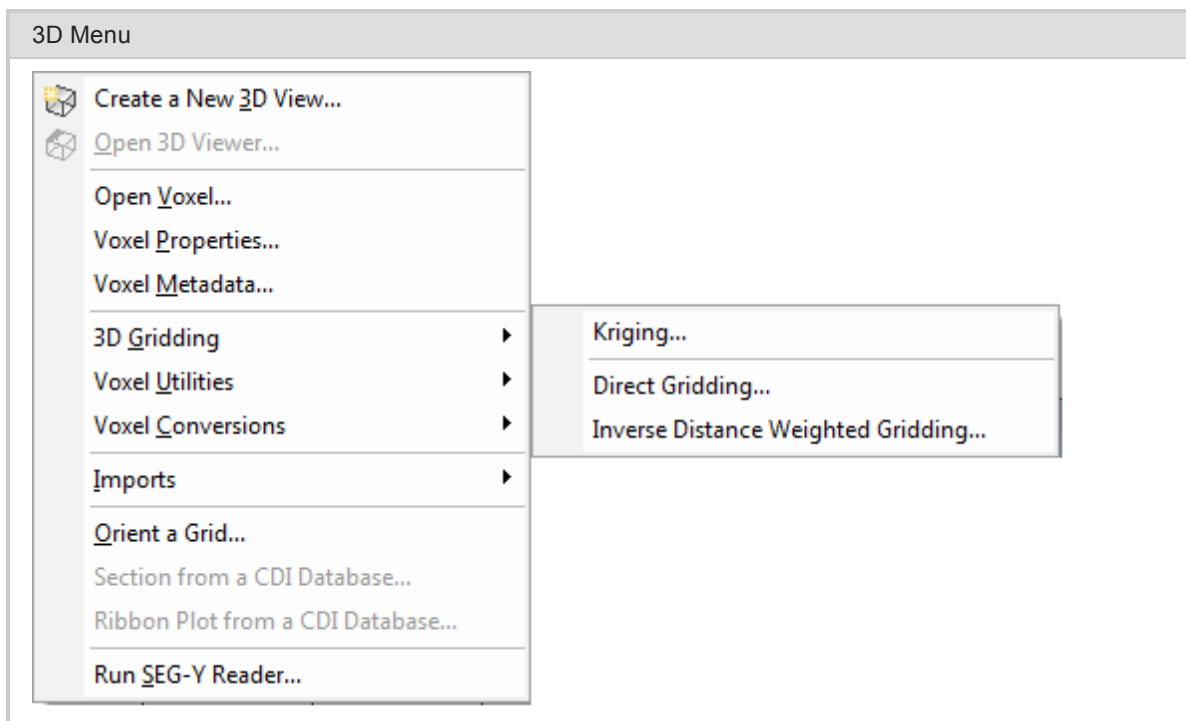 3D Menu
Create a New 3D View...
Open 3D Viewer...
Open Voxel...
Voxel Properties...
Voxel Metadata...
3D Gridding
Voxel Utilities
Voxel Conversions
Imports
Orient a Grid...
Section from a CDI Database...
Ribbon Plot from a CDI Database...
Run SEG-Y Reader...
Kriging...
Direct Gridding...
Inverse Distance Weighted Gridding...